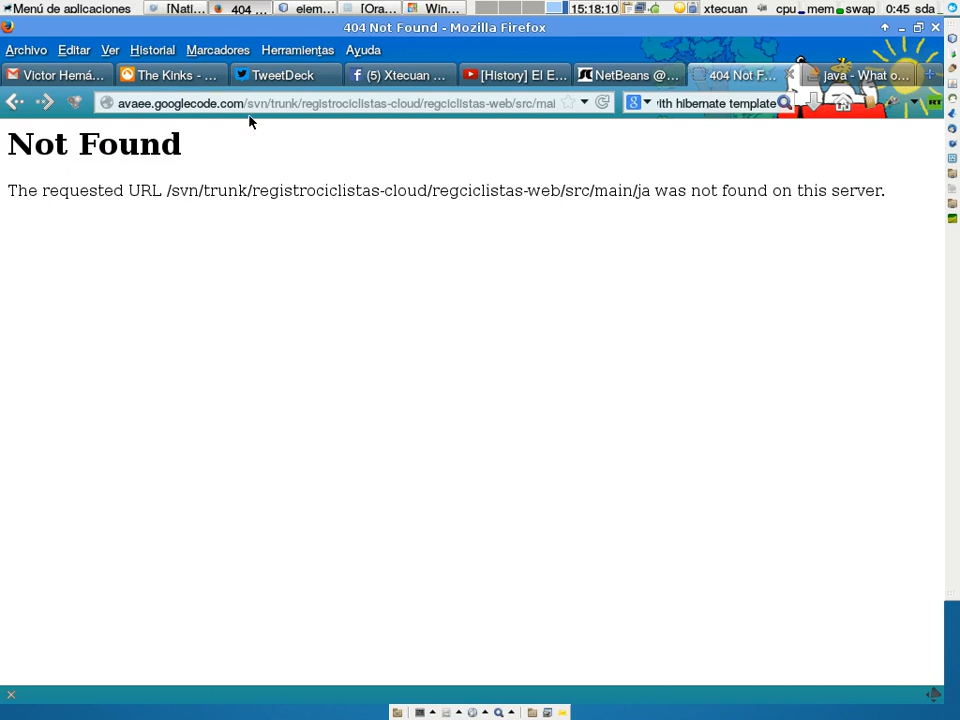 Menú de aplicaciones [Nati... 404 ... elem... [Ora... Win... 15:18:10 xtecuan cpu mem swap 0:45 sda
404 Not Found - Mozilla Firefox
Archivo Editar Ver Historial Marcadores Herramientas Ayuda
Victor Herná... The Kinks - ... TweetDeck (5) Xtecuan ... [History] El E... NetBeans @... 404 Not F... java - What o...
avaee.googlecode.com/svn/trunk/registrociclistas-cloud/regciclistas-web/src/mai ith hibernate template
Not Found
The requested URL /svn/trunk/registrociclistas-cloud/regciclistas-web/src/main/ja was not found on this server.